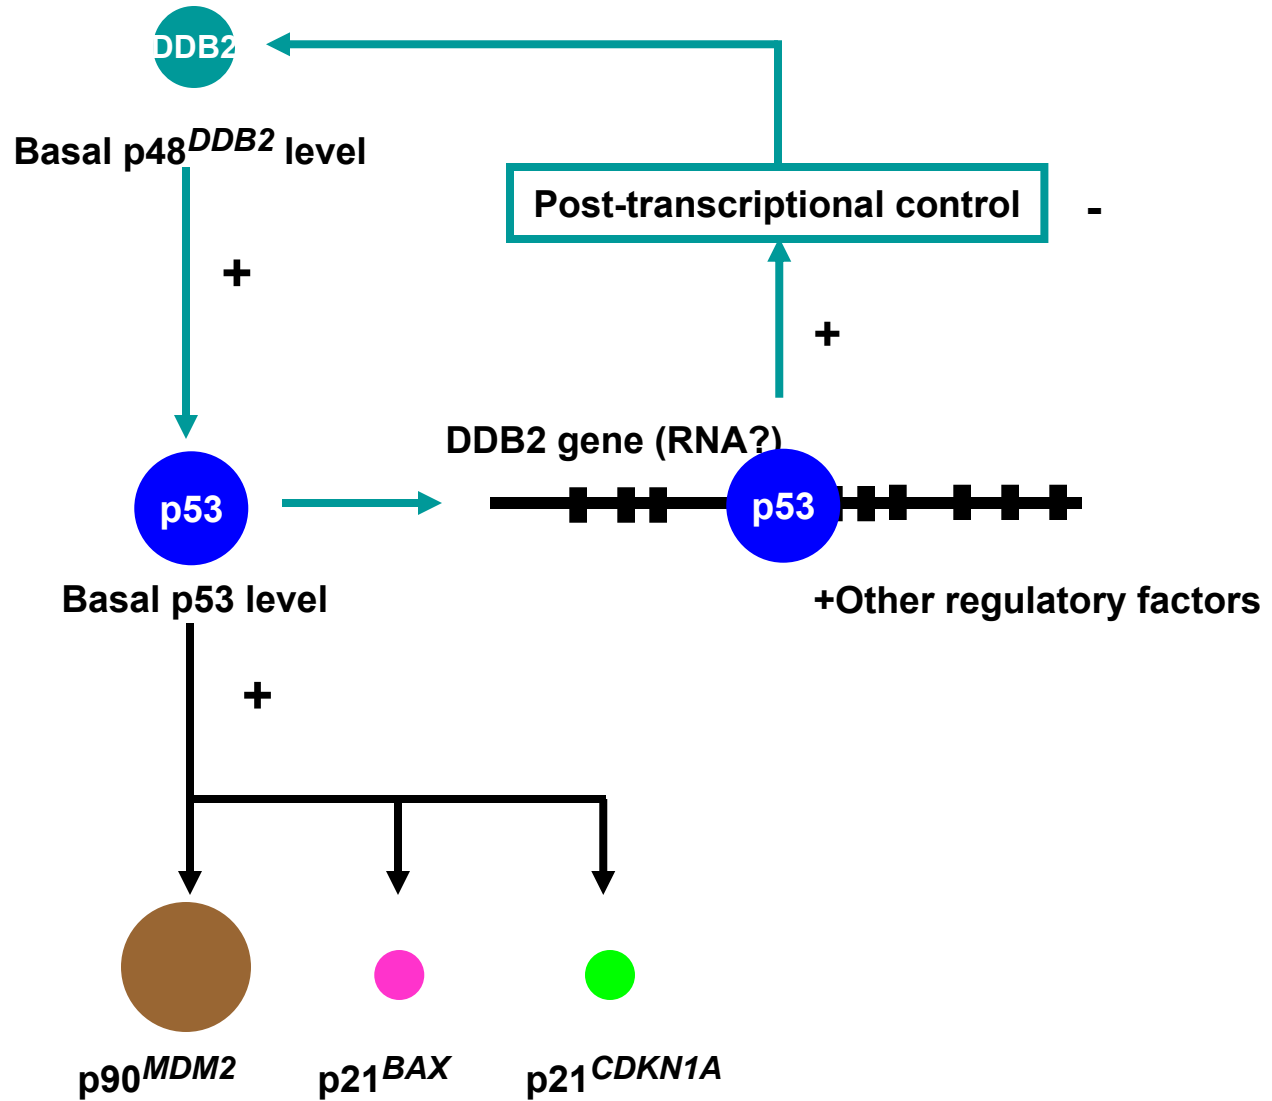 DDB2
Basal p48DDB2 level
Post-transcriptional control -
+
+
DDB2 gene (RNA?)
p53
p53
Basal p53 level
+Other regulatory factors
+
p90MDM2
p21BAX
p21CDKN1A